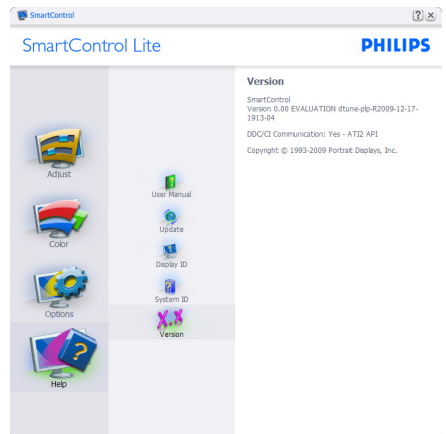 SmartControl
SmartControl Lite
PHILIPS
Adjust
Color
Options
Help
User Manual
Update
Display ID
System ID
X.X
Version
Version
SmartControl
Version 0.00 EVALUATION dtune-plp-R2009-12-17-
1913-04
DDC/CI Communication: Yes - ATI2 API
Copyright © 1993-2009 Portrait Displays, Inc.